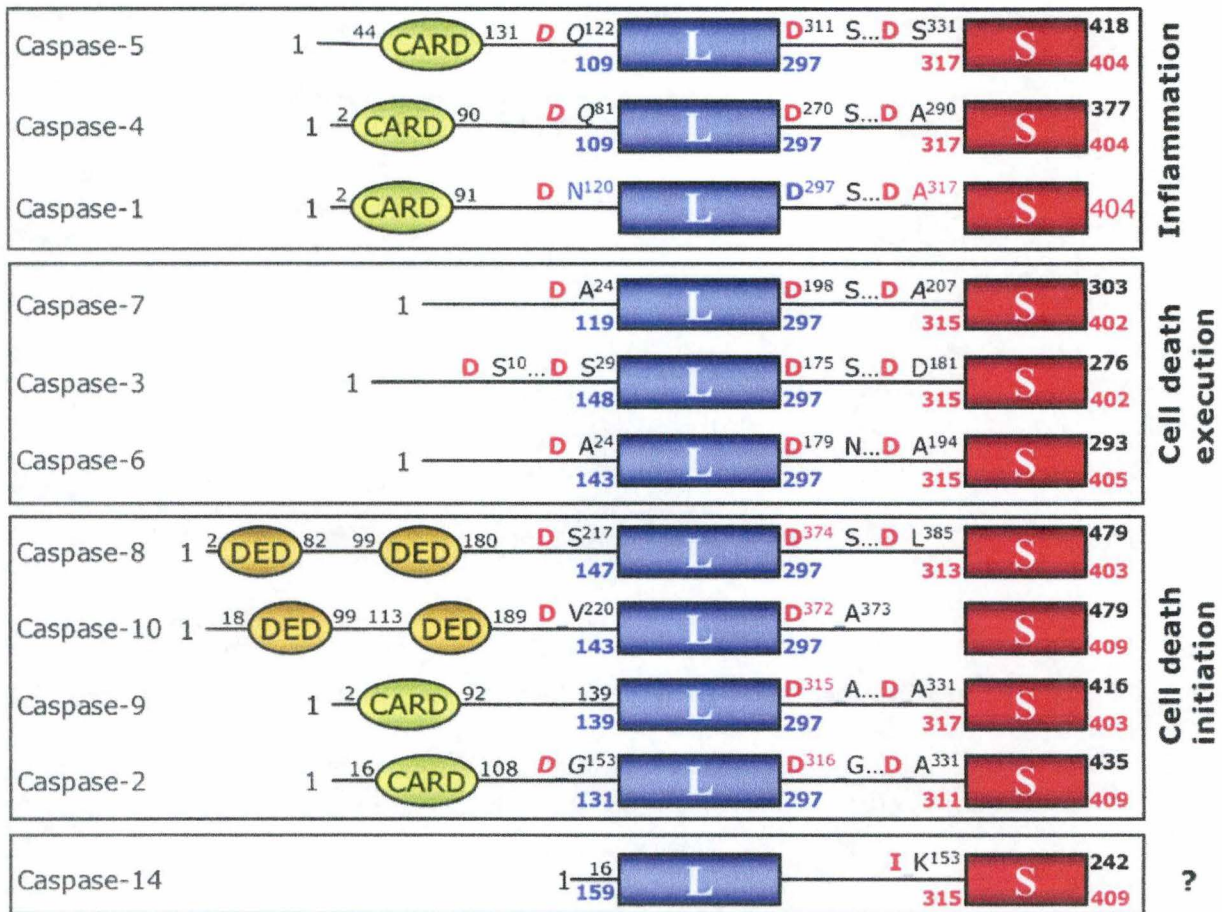 Caspase-5 1 44 CARD 131 D Q122 109 L D311 S...D S331 297 317 S 418 404
Caspase-4 1 2 CARD 90 D Q81 109 L D270 S...D A290 297 317 S 377 404
Caspase-1 1 2 CARD 91 D N120 L D297 S...D A317 S 404
Inflammation
Caspase-7 1 D A24 119 L D198 S...D A207 297 315 S 303 402
Caspase-3 1 D S10...D S29 148 L D175 S...D D181 297 315 S 276 402
Caspase-6 1 D A24 143 L D179 N...D A194 297 315 S 293 405
Cell death
execution
Caspase-8 1 2 DED 82 99 DED 180 D S217 147 L D374 S...D L385 297 313 S 479 403
Caspase-10 1 18 DED 99 113 DED 189 D_V220 143 L D372_A373 297 S 479 409
Caspase-9 1 2 CARD 92 139 139 L D315_A...D A331 297 317 S 416 403
Caspase-2 1 16 CARD 108 D_G153 131 L D316_G...D A331 297 311 S 435 409
Cell death
initiation
Caspase-14 1 16 159 L I K153 315 S 242 409
?